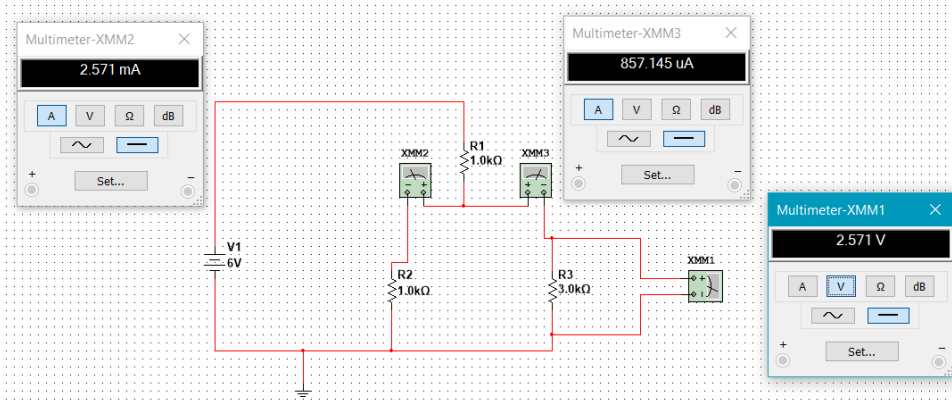 Multimeter-XMM2
2.571 mA
A V Ω dB
+ Set... −
Multimeter-XMM3
857.145 uA
A V Ω dB
+ Set... −
Multimeter-XMM1
2.571 V
A V Ω dB
+ Set... −
V1
6V
R1
1.0kΩ
XMM2
− +
XMM3
+ −
R2
1.0kΩ
R3
3.0kΩ
XMM1
+